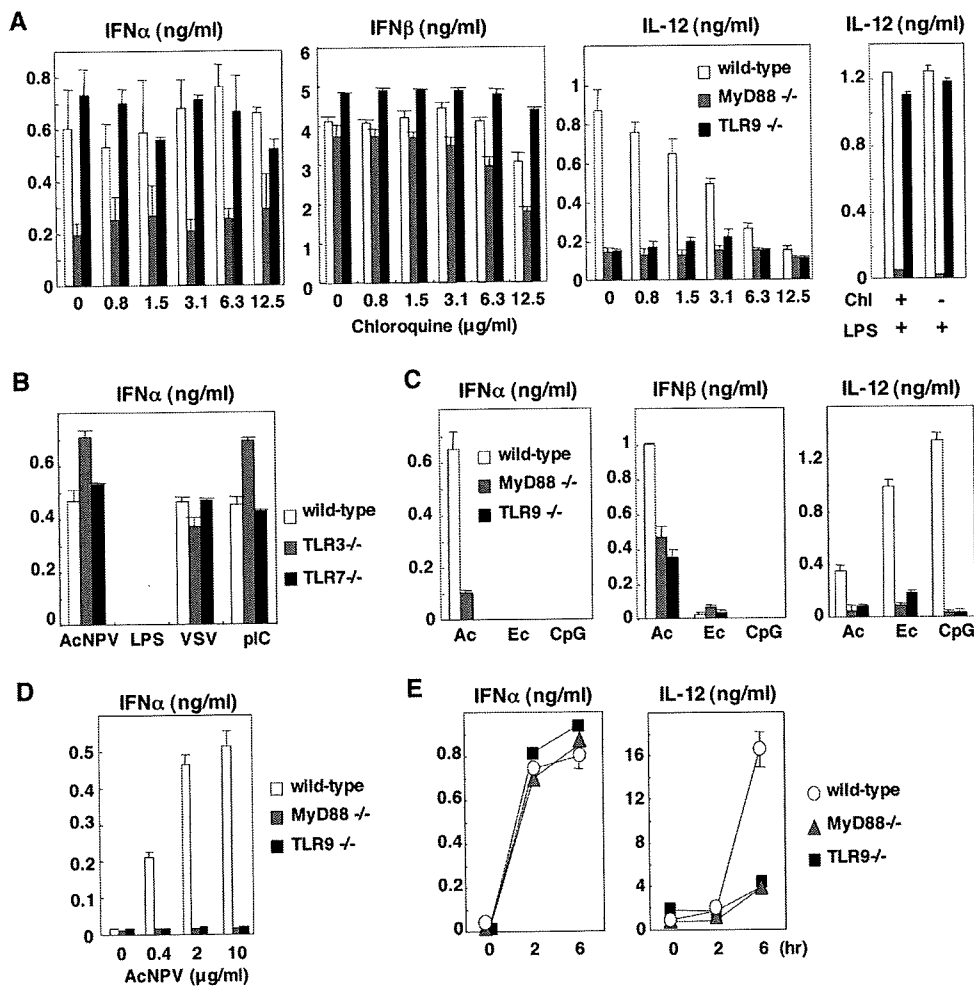 A
IFNα (ng/ml)
0.8
0.6
0.4
0.2
0
0 0.8 1.5 3.1 6.3 12.5
IFNβ (ng/ml)
6
5
4
2
1
0
0 0.8 1.5 3.1 6.3 12.5
Chloroquine (μg/ml)
IL-12 (ng/ml)
1
0.8
0.6
0.4
0.2
0
wild-type
MyD88 -/-
TLR9 -/-
0 0.8 1.5 3.1 6.3 12.5
IL-12 (ng/ml)
1.2
0.8
0.4
0
Chl + -
LPS + +
B
IFNα (ng/ml)
0.6
0.4
0.2
0
AcNPV LPS VSV pIC
wild-type
TLR3-/-
TLR7-/-
C
IFNα (ng/ml)
0.6
0.4
0.2
0
wild-type
MyD88 -/-
TLR9 -/-
Ac Ec CpG
IFNβ (ng/ml)
1
0.8
0.6
0.4
0.2
0
Ac Ec CpG
IL-12 (ng/ml)
1.2
0.8
0.4
0
Ac Ec CpG
D
IFNα (ng/ml)
0.5
0.4
0.3
0.2
0.1
0
0 0.4 2 10
AcNPV (μg/ml)
wild-type
MyD88 -/-
TLR9 -/-
E
IFNα (ng/ml)
0.8
0.6
0.4
0.2
0
0 2 6
IL-12 (ng/ml)
16
12
8
4
0
0 2 6 (hr)
wild-type
MyD88-/-
TLR9-/-